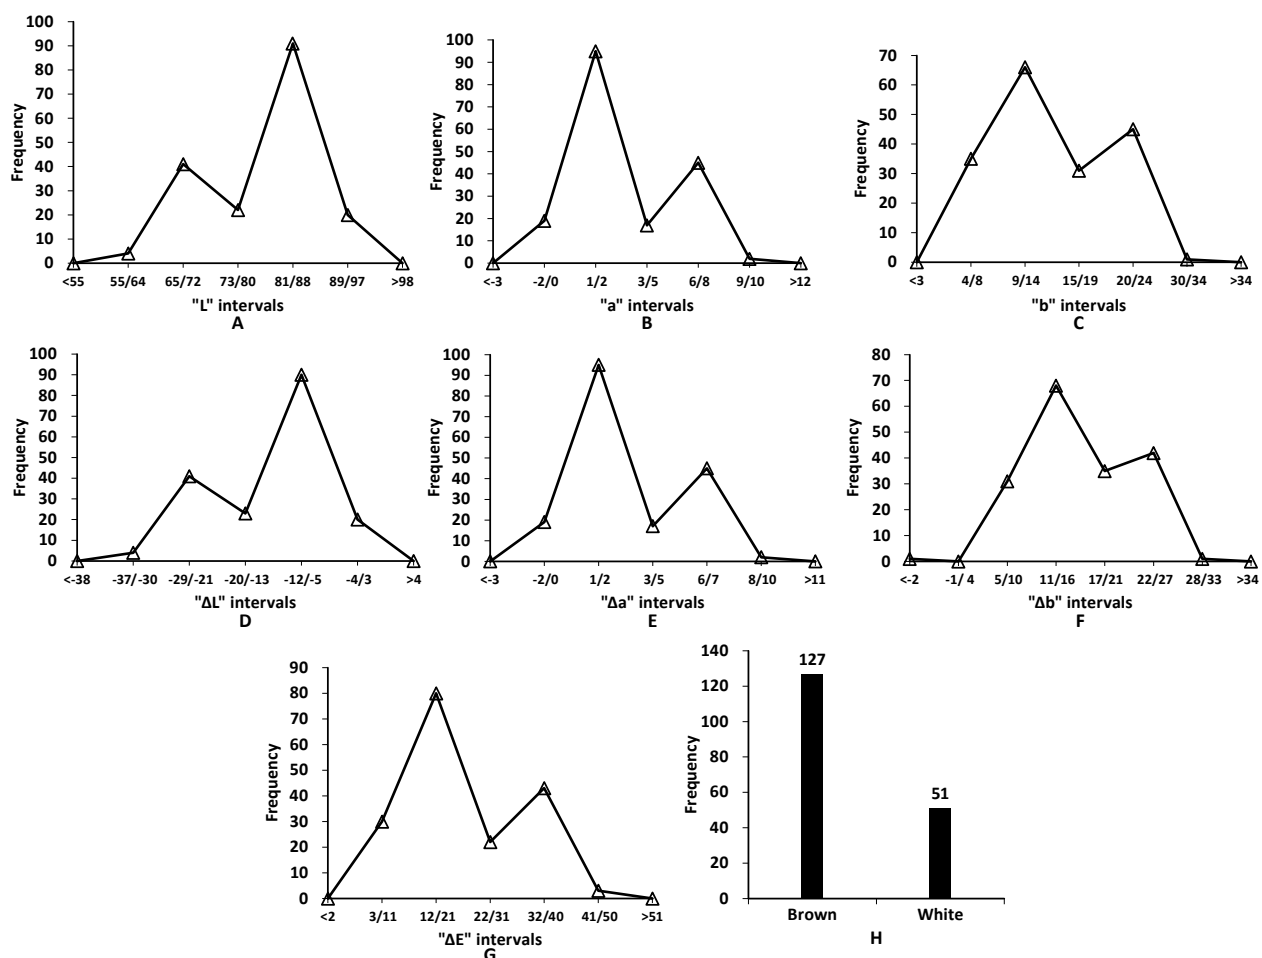 100
90
80
70
60
50
40
30
20
10
0
Frequency
<55 55/64 65/72 73/80 81/88 89/97 >98
"L" intervals
A
100
90
80
70
60
50
40
30
20
10
0
Frequency
<-3 -2/0 1/2 3/5 6/8 9/10 >12
"a" intervals
B
70
60
50
40
30
20
10
0
Frequency
<3 4/8 9/14 15/19 20/24 30/34 >34
"b" intervals
C
100
90
80
70
60
50
40
30
20
10
0
Frequency
<-38 -37/-30 -29/-21 -20/-13 -12/-5 -4/3 >4
"ΔL" intervals
D
100
90
80
70
60
50
40
30
20
10
0
Frequency
<-3 -2/0 1/2 3/5 6/7 8/10 >11
"Δa" intervals
E
80
70
60
50
40
30
20
10
0
Frequency
<-2 -1/ 4 5/10 11/16 17/21 22/27 28/33 >34
"Δb" intervals
F
90
80
70
60
50
40
30
20
10
0
Frequency
<2 3/11 12/21 22/31 32/40 41/50 >51
"ΔE" intervals
G
140
120
100
80
60
40
20
0
Frequency
127
51
Brown White
H